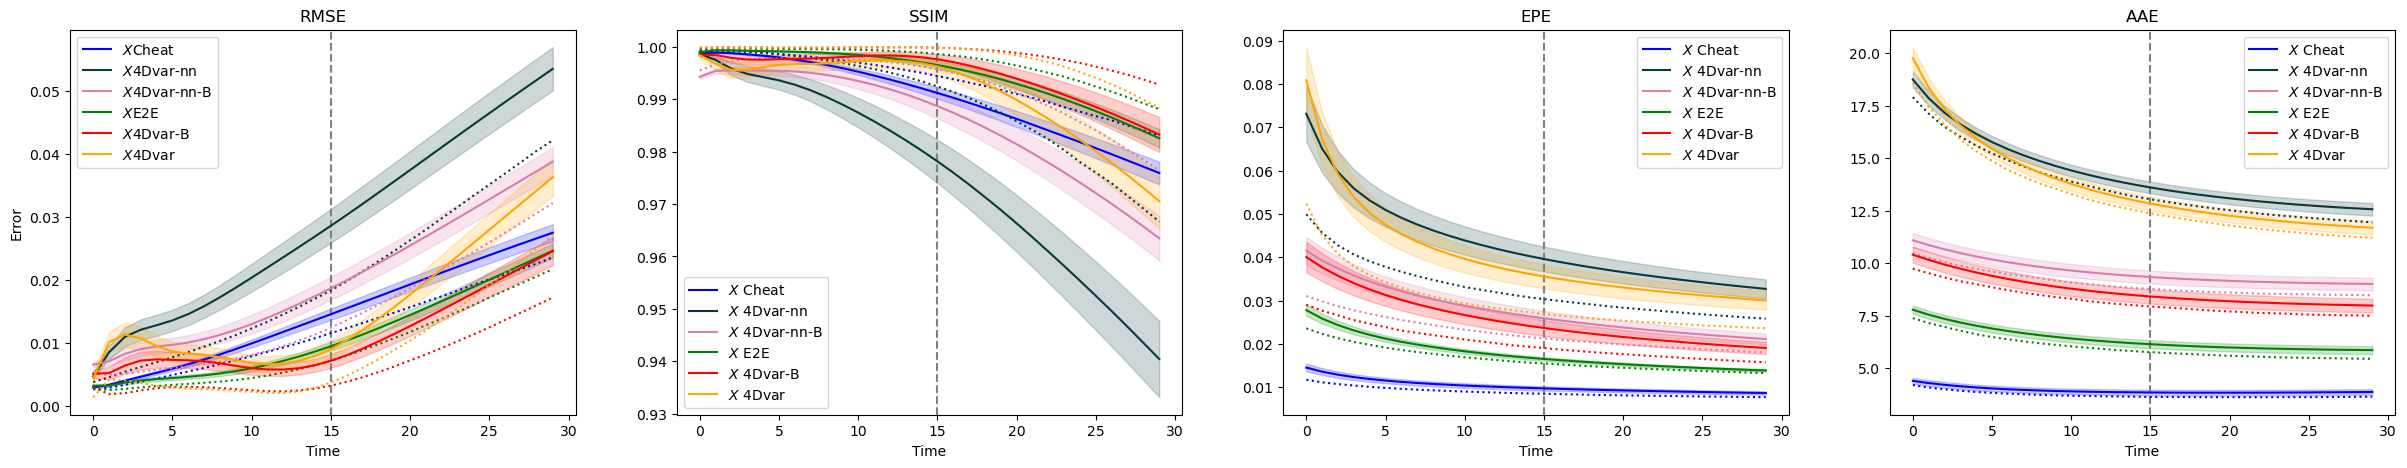 RMSE
Error
0.05
0.04
0.03
0.02
0.01
0.00
XCheat
X4Dvar-nn
X4Dvar-nn-B
XE2E
X4Dvar-B
X4Dvar
0 5 10 15 20 25 30
Time
SSIM
1.00
0.99
0.98
0.97
0.96
0.95
0.94
0.93
X Cheat
X 4Dvar-nn
X 4Dvar-nn-B
X E2E
X 4Dvar-B
X 4Dvar
0 5 10 15 20 25 30
Time
EPE
0.09
0.08
0.07
0.06
0.05
0.04
0.03
0.02
0.01
X Cheat
X 4Dvar-nn
X 4Dvar-nn-B
X E2E
X 4Dvar-B
X 4Dvar
0 5 10 15 20 25 30
Time
AAE
20.0
17.5
15.0
12.5
10.0
7.5
5.0
X Cheat
X 4Dvar-nn
X 4Dvar-nn-B
X E2E
X 4Dvar-B
X 4Dvar
0 5 10 15 20 25 30
Time